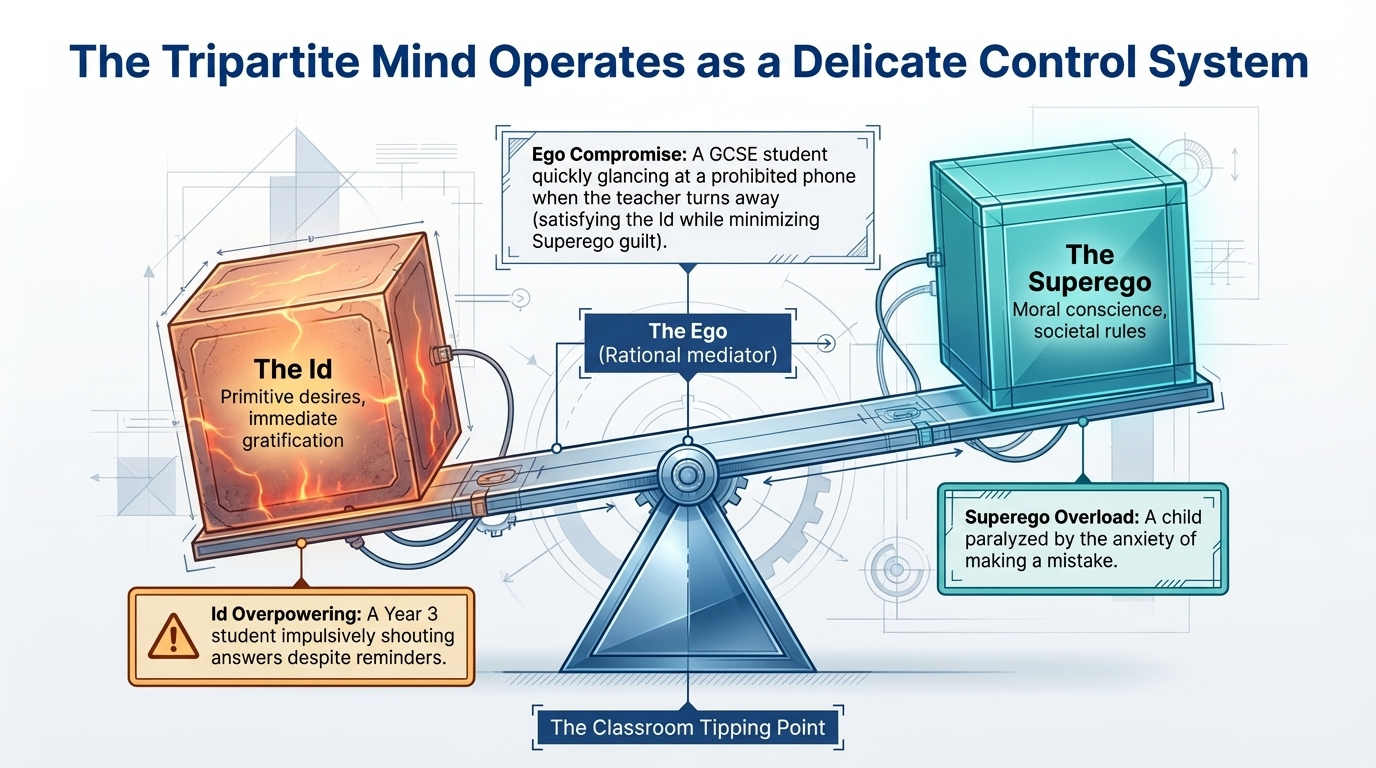 The Tripartite Mind Operates as a Delicate Control System
Ego Compromise: A GCSE student
quickly glancing at a prohibited phone
when the teacher turns away
(satisfying the Id while minimizing
Superego guilt).
The Ego
(Rational mediator)
The Id
Primitive desires,
immediate
gratification
The
Superego
Moral conscience,
societal rules
Id Overpowering: A Year 3
student impulsively shouting
answers despite reminders.
Superego Overload: A child
paralyzed by the anxiety of
making a mistake.
The Classroom Tipping Point